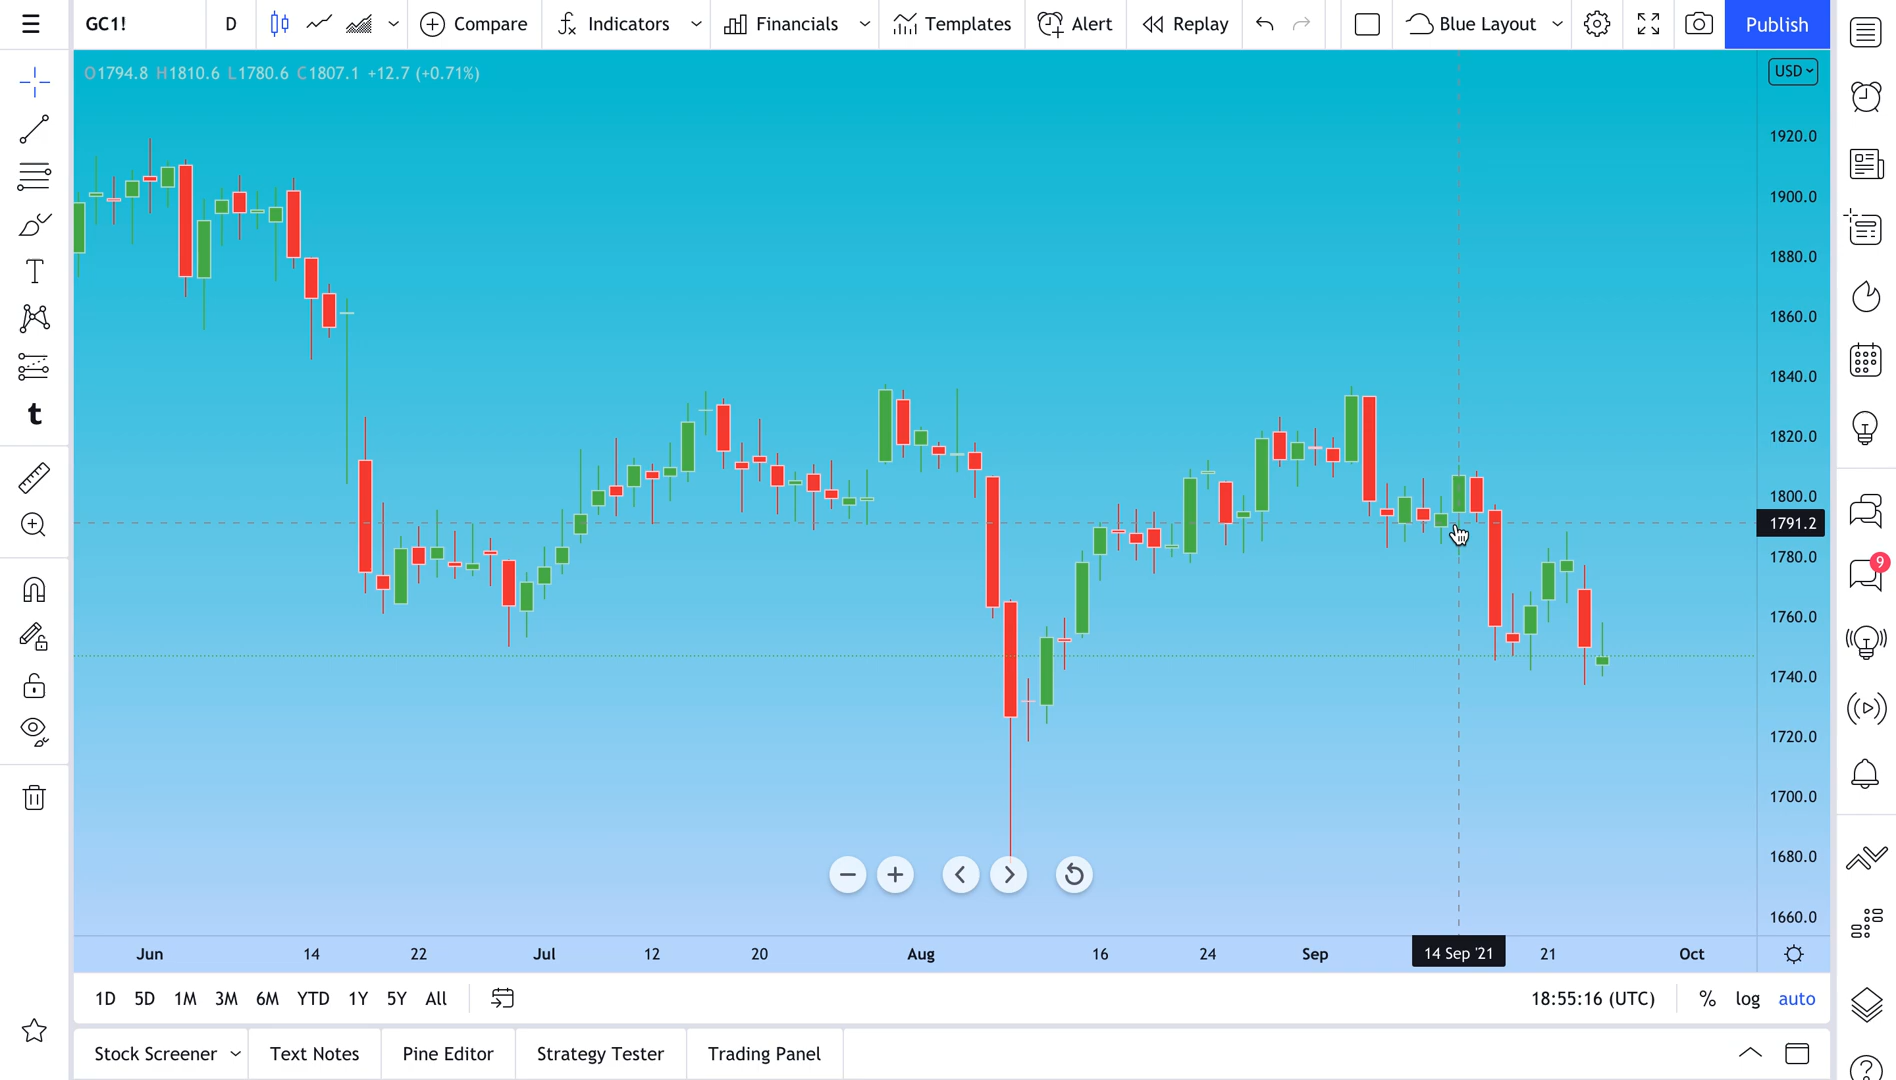 GC1! D Compare Indicators Financials Templates Alert Replay Blue Layout Publish
O1794.8 H1810.6 L1780.6 C1807.1 +12.7 (+0.71%)
USD
1920.0
1900.0
1880.0
1860.0
1840.0
1820.0
1800.0
1791.2
1780.0
1760.0
1740.0
1720.0
1700.0
1680.0
1660.0
T
t
9
Jun 14 22 Jul 12 20 Aug 16 24 Sep 14 Sep '21 21 Oct
1D 5D 1M 3M 6M YTD 1Y 5Y All 18:55:16 (UTC) % log auto
Stock Screener Text Notes Pine Editor Strategy Tester Trading Panel